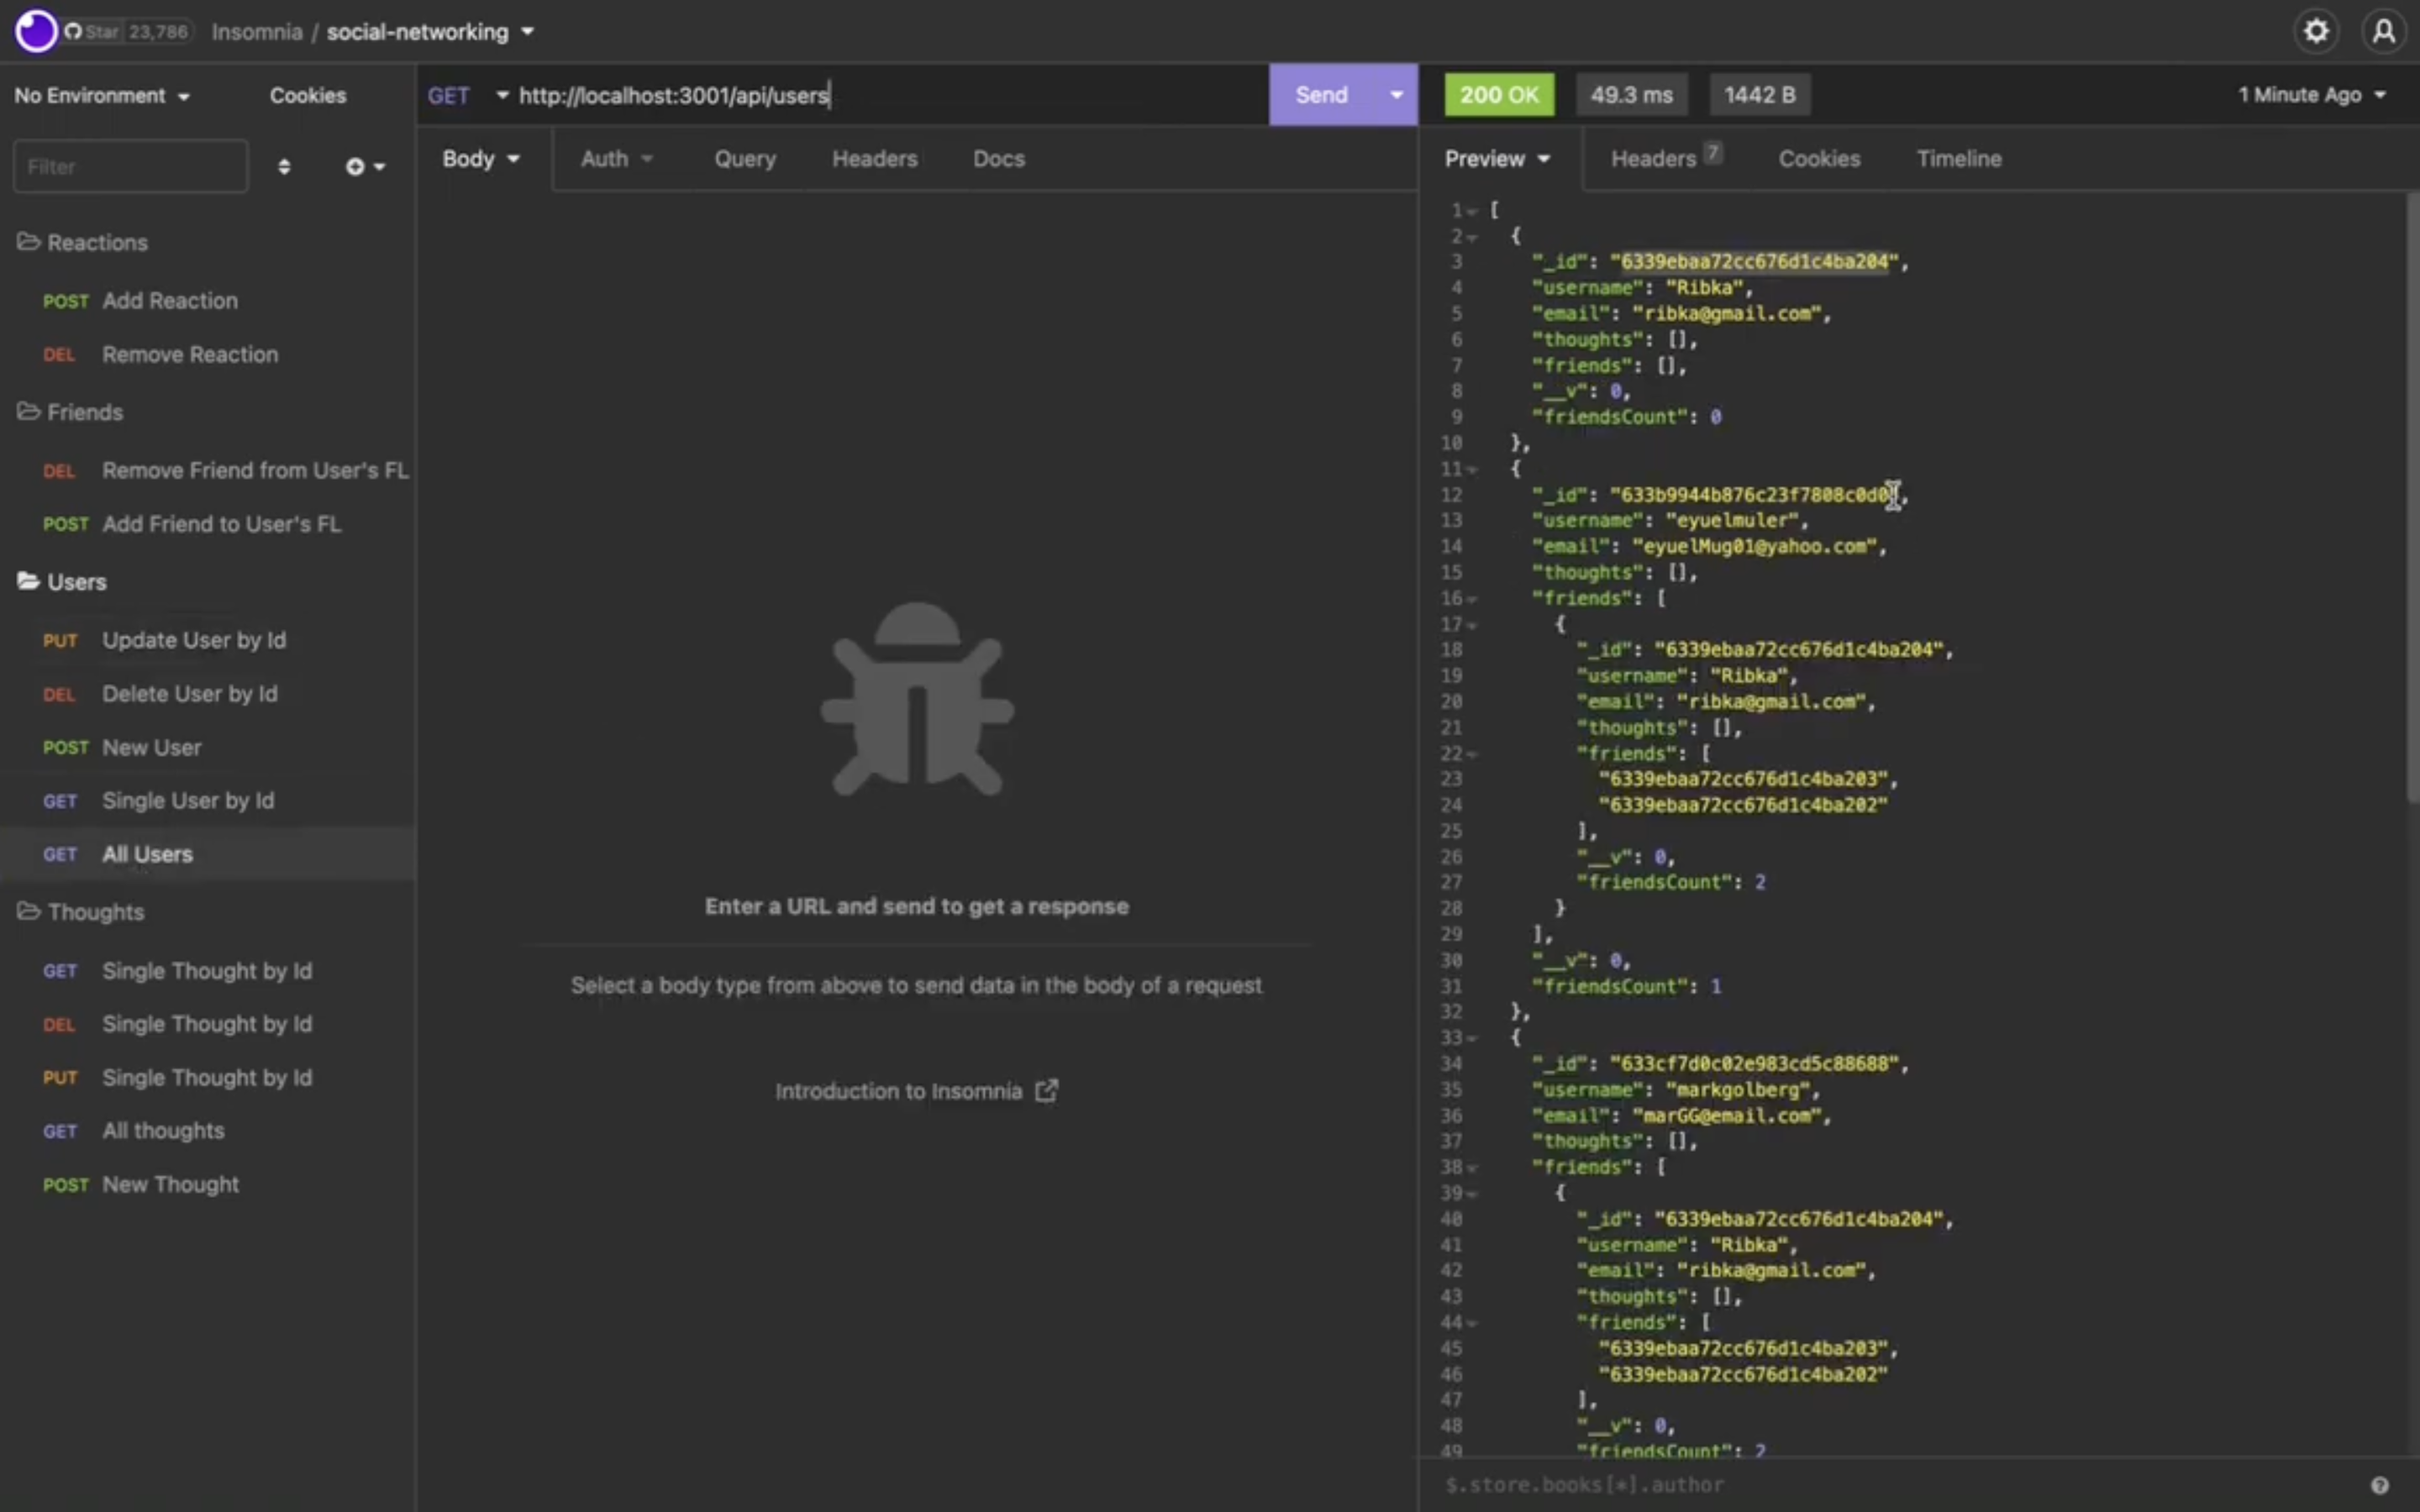 Star 23,786 Insomnia / social-networking
No Environment
Cookies
Filter
Reactions
POST Add Reaction
DEL Remove Reaction
Friends
DEL Remove Friend from User's FL
POST Add Friend to User's FL
Users
PUT Update User by Id
DEL Delete User by Id
POST New User
GET Single User by Id
GET All Users
Thoughts
GET Single Thought by Id
DEL Single Thought by Id
PUT Single Thought by Id
GET All thoughts
POST New Thought
GET http://localhost:3001/api/users
Send
Body Auth Query Headers Docs
Enter a URL and send to get a response
Select a body type from above to send data in the body of a request
Introduction to Insomnia
200 OK 49.3 ms 1442 B 1 Minute Ago
Preview Headers 7 Cookies Timeline
1 [
2 {
3 "_id": "6339ebaa72cc676d1c4ba204",
4 "username": "Ribka",
5 "email": "ribka@gmail.com",
6 "thoughts": [],
7 "friends": [],
8 "__v": 0,
9 "friendsCount": 0
10 },
11 {
12 "_id":
13 "username": "eyuelmuler",
14 "email": "eyuelMug01@yahoo.com",
15 "thoughts": [],
16 "friends": [
17 {
18 "_id": "6339ebaa72cc676d1c4ba204",
19 "username": "Ribka",
20 "email": "ribka@gmail.com",
21 "thoughts": [],
22 "friends": [
23 "6339ebaa72cc676d1c4ba203",
24 "6339ebaa72cc676d1c4ba202"
25 ],
26 "__v": 0,
27 "friendsCount": 2
28 }
29 ],
30 "__v": 0,
31 "friendsCount": 1
32 },
33 {
34 "_id": "633cf7d0c02e983cd5c88688",
35 "username": "markgolberg",
36 "email": "marGG@email.com",
37 "thoughts": [],
38 "friends": [
39 {
40 "_id": "6339ebaa72cc676d1c4ba204",
41 "username": "Ribka",
42 "email": "ribka@gmail.com",
43 "thoughts": [],
44 "friends": [
45 "6339ebaa72cc676d1c4ba203",
46 "6339ebaa72cc676d1c4ba202"
47 ],
48 "__v": 0,
49 "friendsCount": 2
$.store.books[*].author